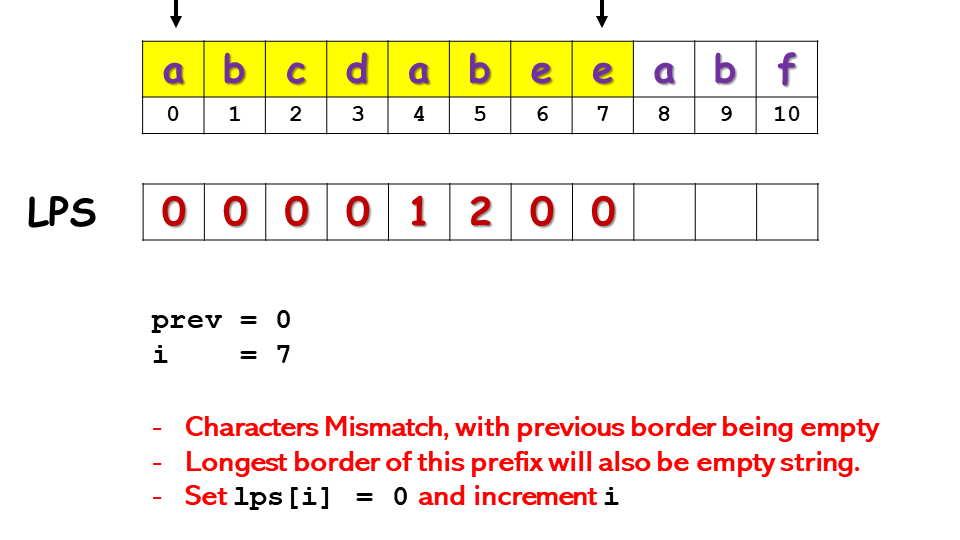 a b c d a b e e a b f
0 1 2 3 4 5 6 7 8 9 10
LPS 0 0 0 0 1 2 0 0
prev = 0
i = 7
- Characters Mismatch, with previous border being empty
- Longest border of this prefix will also be empty string.
- Set lps[i] = 0 and increment i